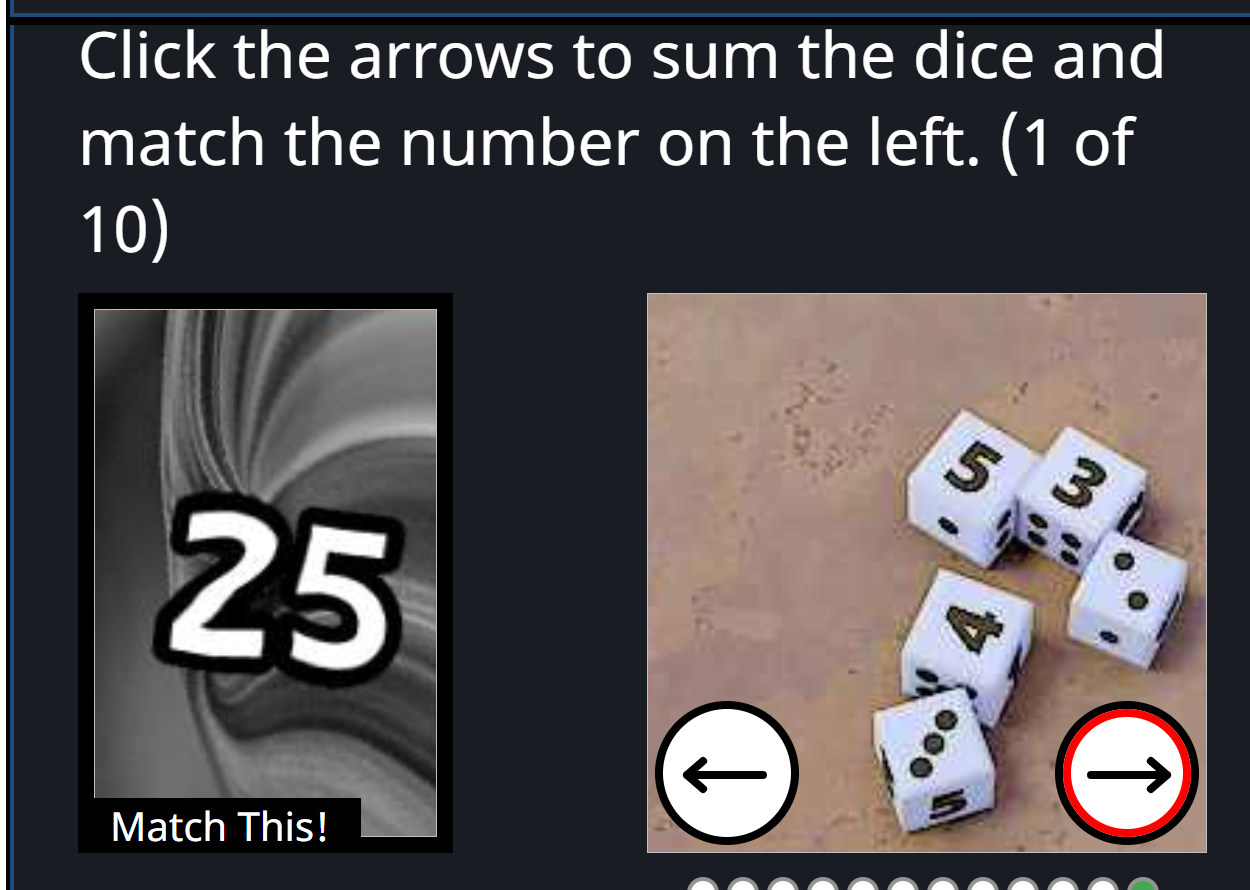 Click the arrows to sum the dice and
match the number on the left. (1 of
10)
25
Match This!
5
3
4
5